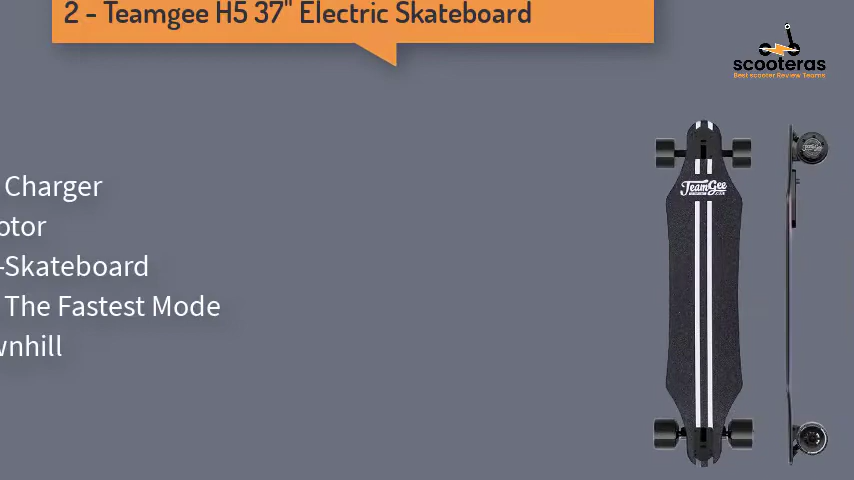 2 - Teamgee H5 37" Electric Skateboard
scooteras
Best scooter Review Teams
TeamGee
Charger
otor
-Skateboard
The Fastest Mode
wnhill